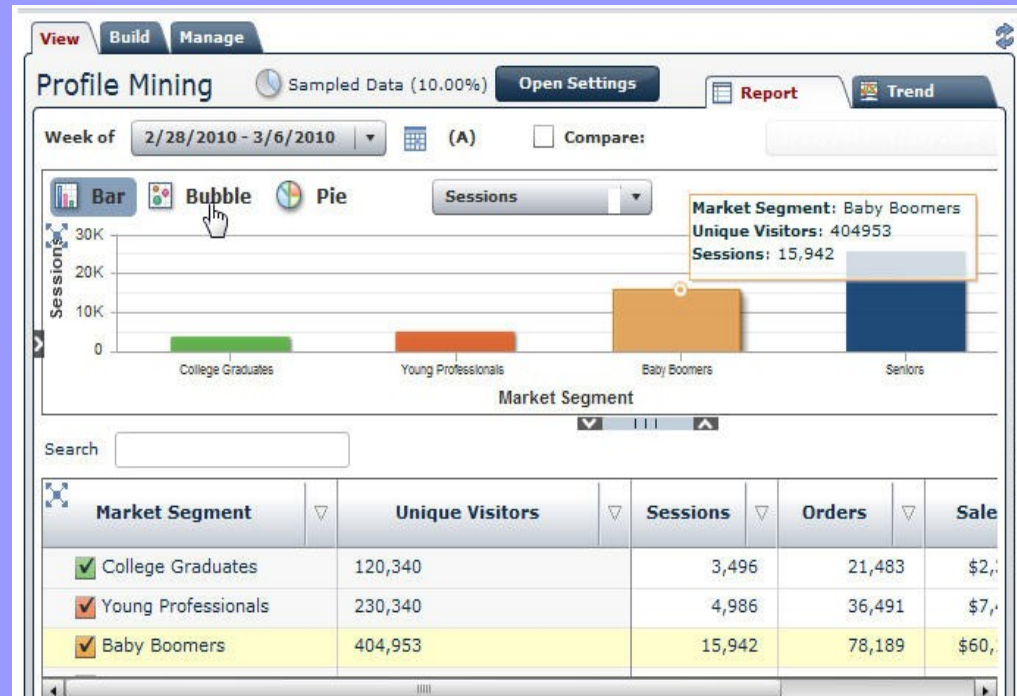 View Build Manage
Profile Mining Sampled Data (10.00%) Open Settings Report Trend
Week of 2/28/2010 - 3/6/2010 (A) Compare:
Bar Bubble Pie Sessions
Market Segment: Baby Boomers
Unique Visitors: 404953
Sessions: 15,942
Sessions
30K
20K
10K
0
College Graduates Young Professionals Baby Boomers Seniors
Market Segment
Search
Market Segment Unique Visitors Sessions Orders Sale
College Graduates 120,340 3,496 21,483 $2,
Young Professionals 230,340 4,986 36,491 $7,
Baby Boomers 404,953 15,942 78,189 $60,